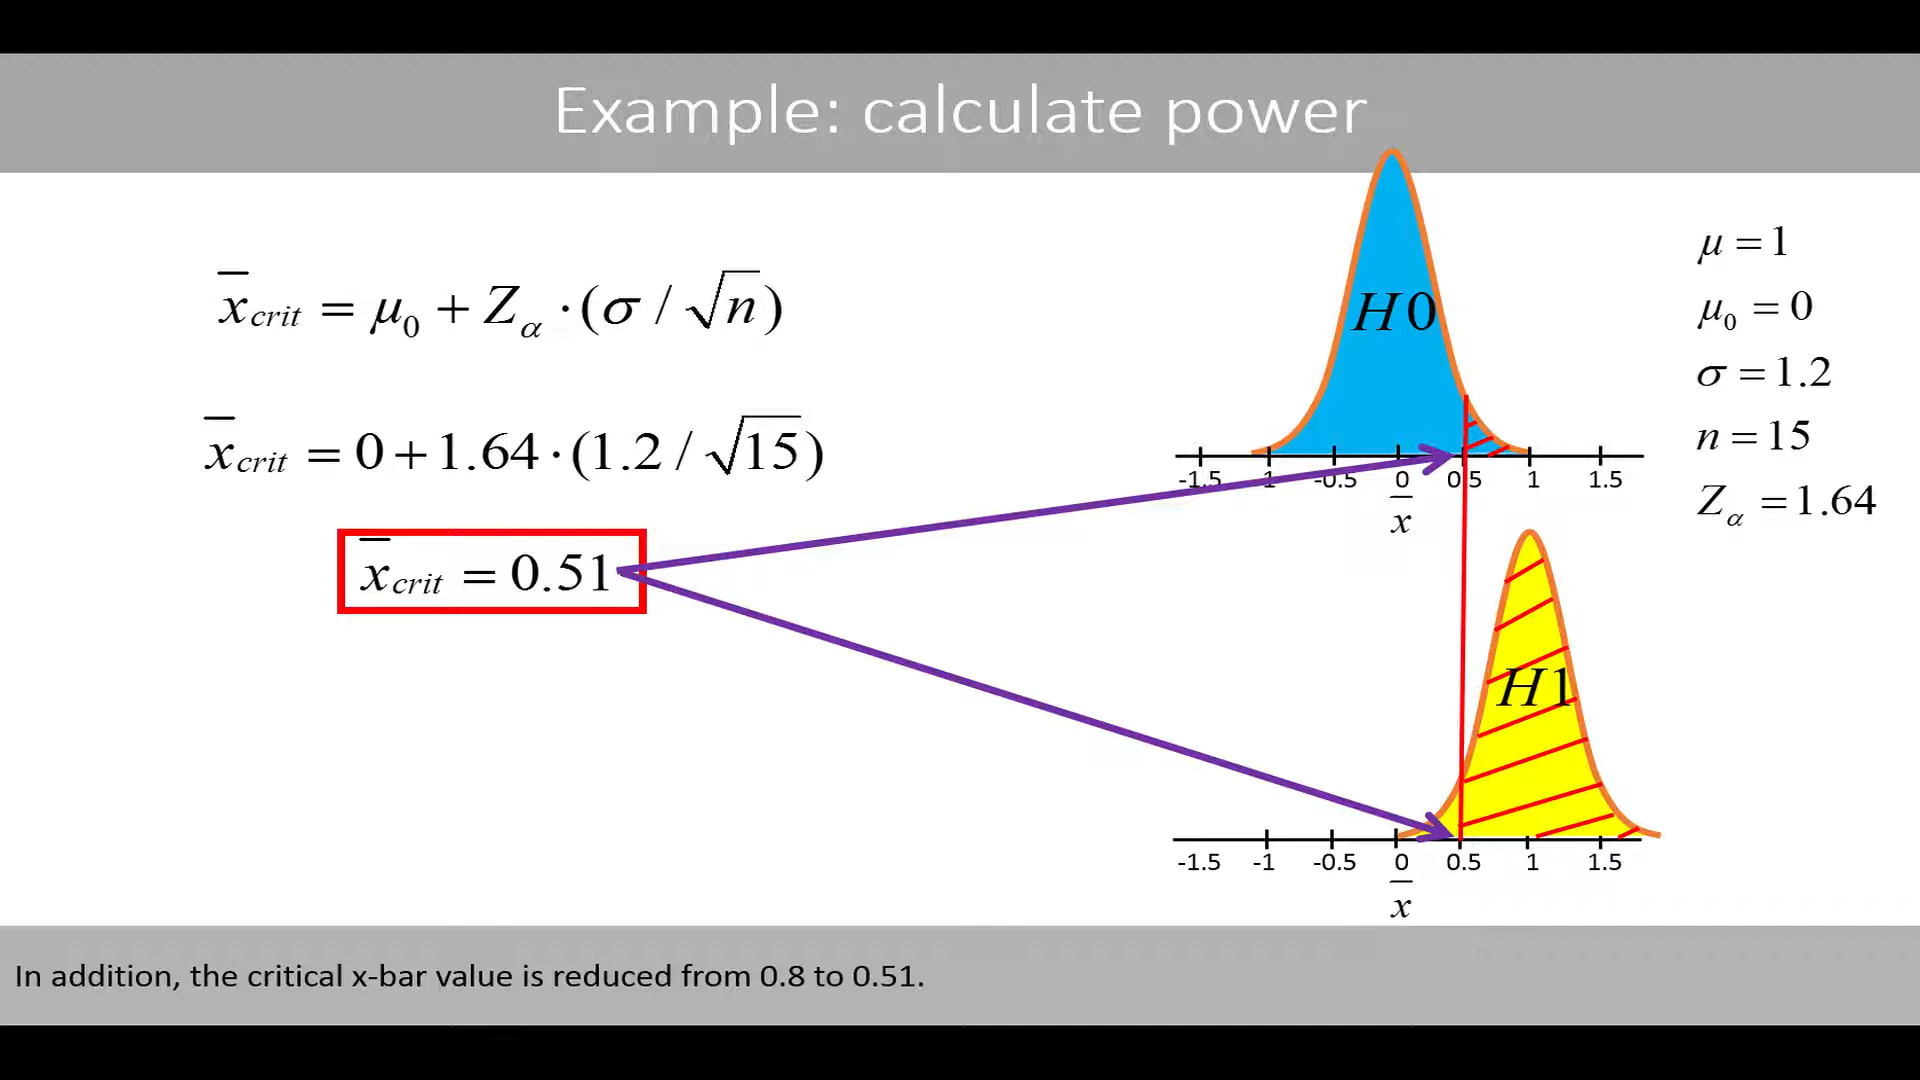 Example: calculate power
x̄crit = μ0 + Zα · (σ / √n)
x̄crit = 0 + 1.64 · (1.2 / √15)
x̄crit = 0.51
H0
-1.5 -1 -0.5 0 0.5 1 1.5
x̄
H1
-1.5 -1 -0.5 0 0.5 1 1.5
x̄
μ = 1
μ0 = 0
σ = 1.2
n = 15
Zα = 1.64
In addition, the critical x-bar value is reduced from 0.8 to 0.51.